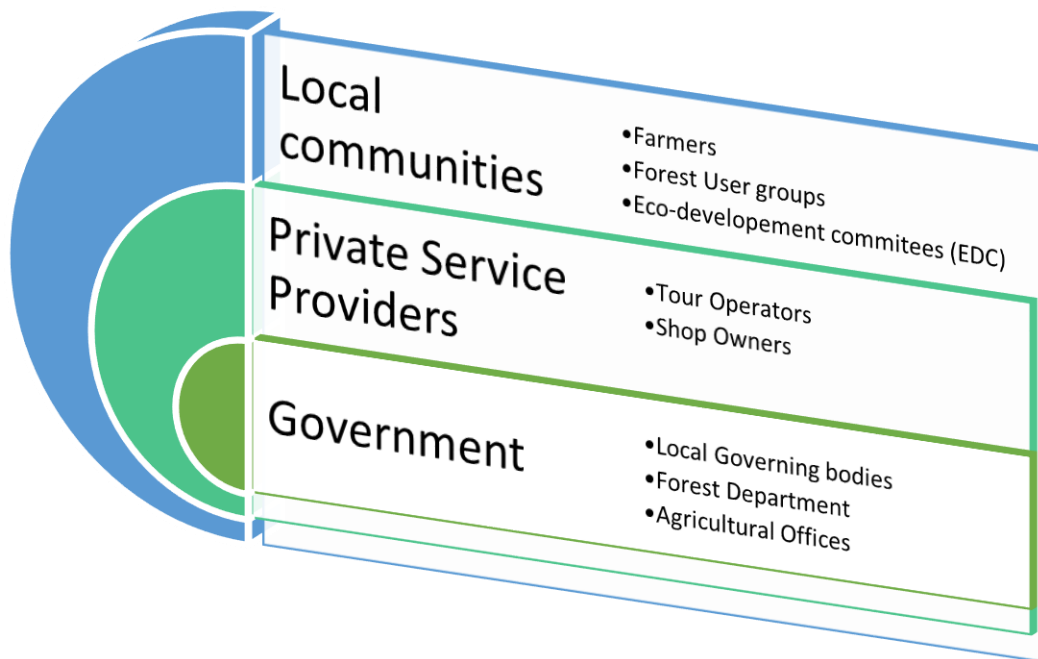 Local
communities
•Farmers
•Forest User groups
•Eco-developement commitees (EDC)
Private Service
Providers
•Tour Operators
•Shop Owners
Government
•Local Governing bodies
•Forest Department
•Agricultural Offices